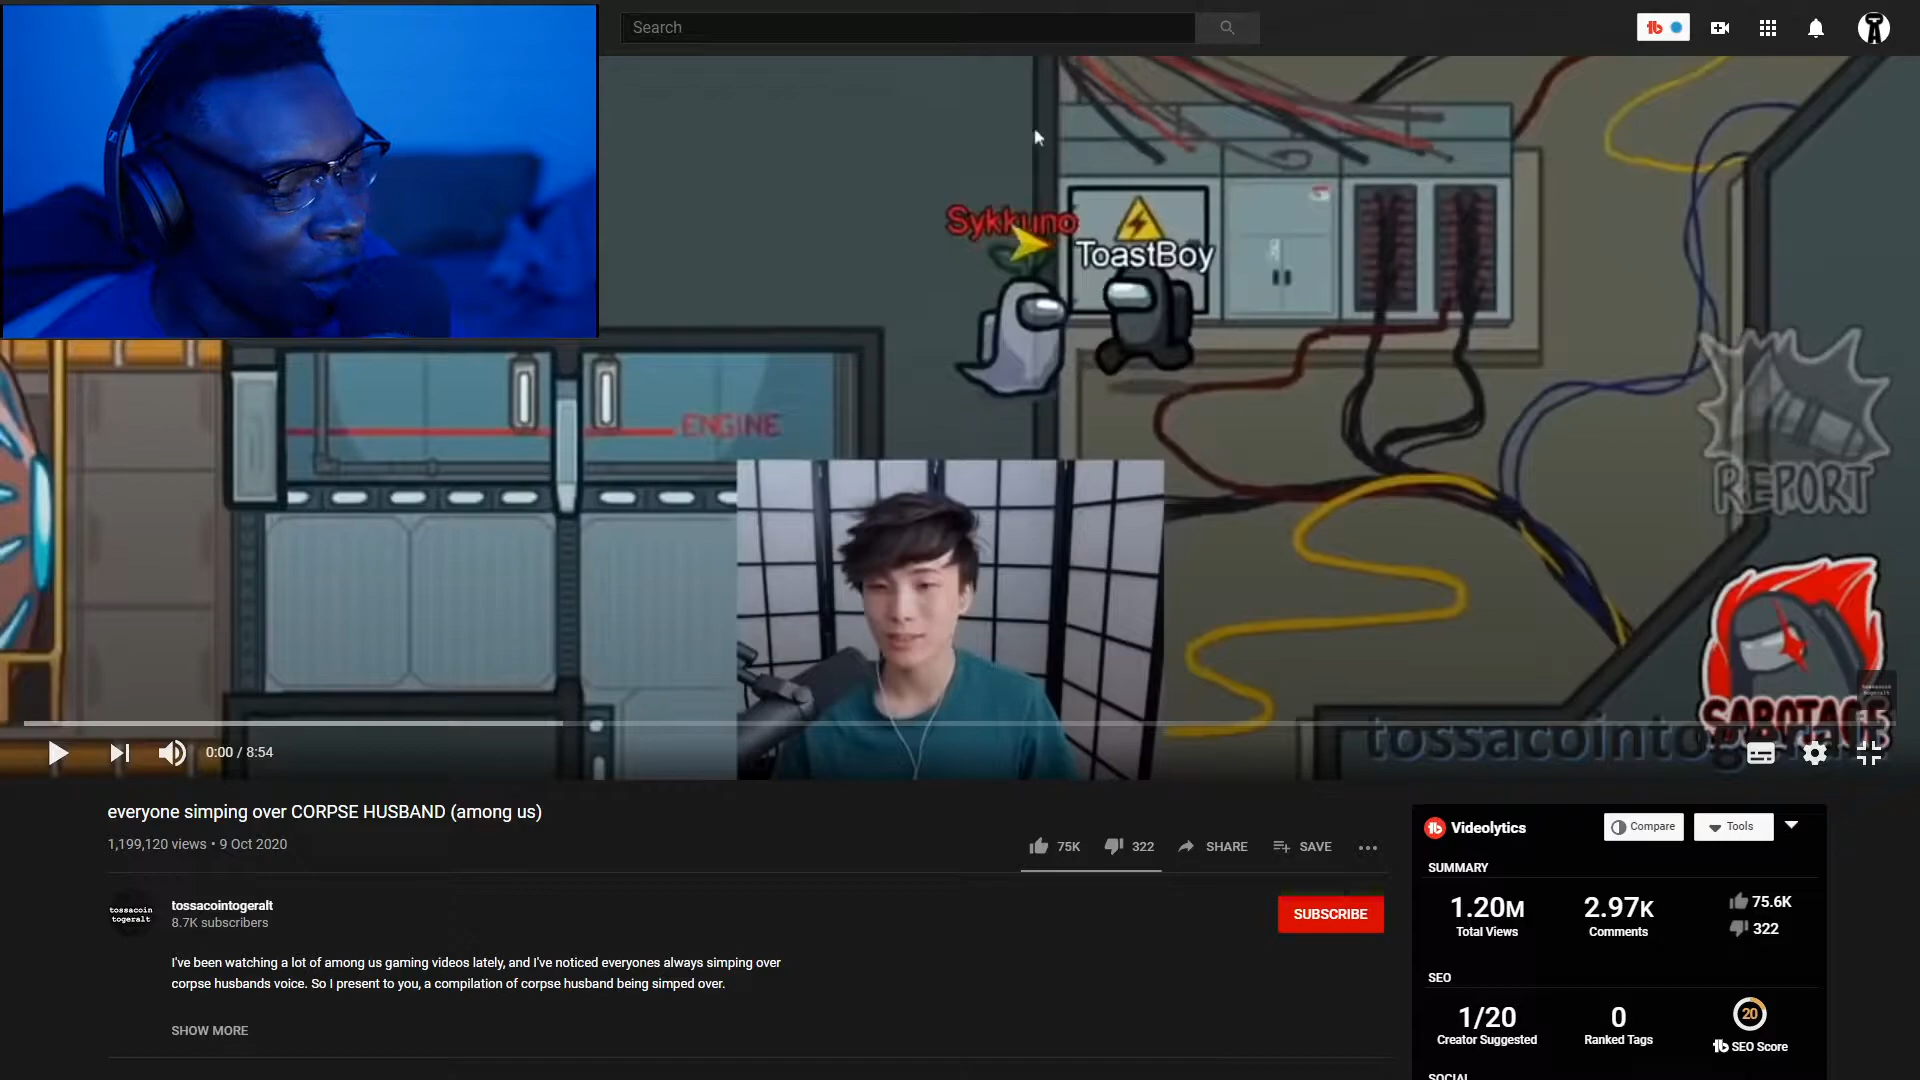 Search
Sykkuno
ToastBoy
ENGINE
REPORT
SABOTAGE
tossacointogeralt
0:00 / 8:54
everyone simping over CORPSE HUSBAND (among us)
1,199,120 views • 9 Oct 2020
75K
322
SHARE
SAVE
tossacoin
togeralt
tossacointogeralt
8.7K subscribers
SUBSCRIBE
I've been watching a lot of among us gaming videos lately, and I've noticed everyones always simping over
corpse husbands voice. So I present to you, a compilation of corpse husband being simped over.
SHOW MORE
Videolytics
Compare
Tools
SUMMARY
1.20M
Total Views
2.97K
Comments
75.6K
322
SEO
1/20
Creator Suggested
0
Ranked Tags
20
SEO Score
SOCIAL